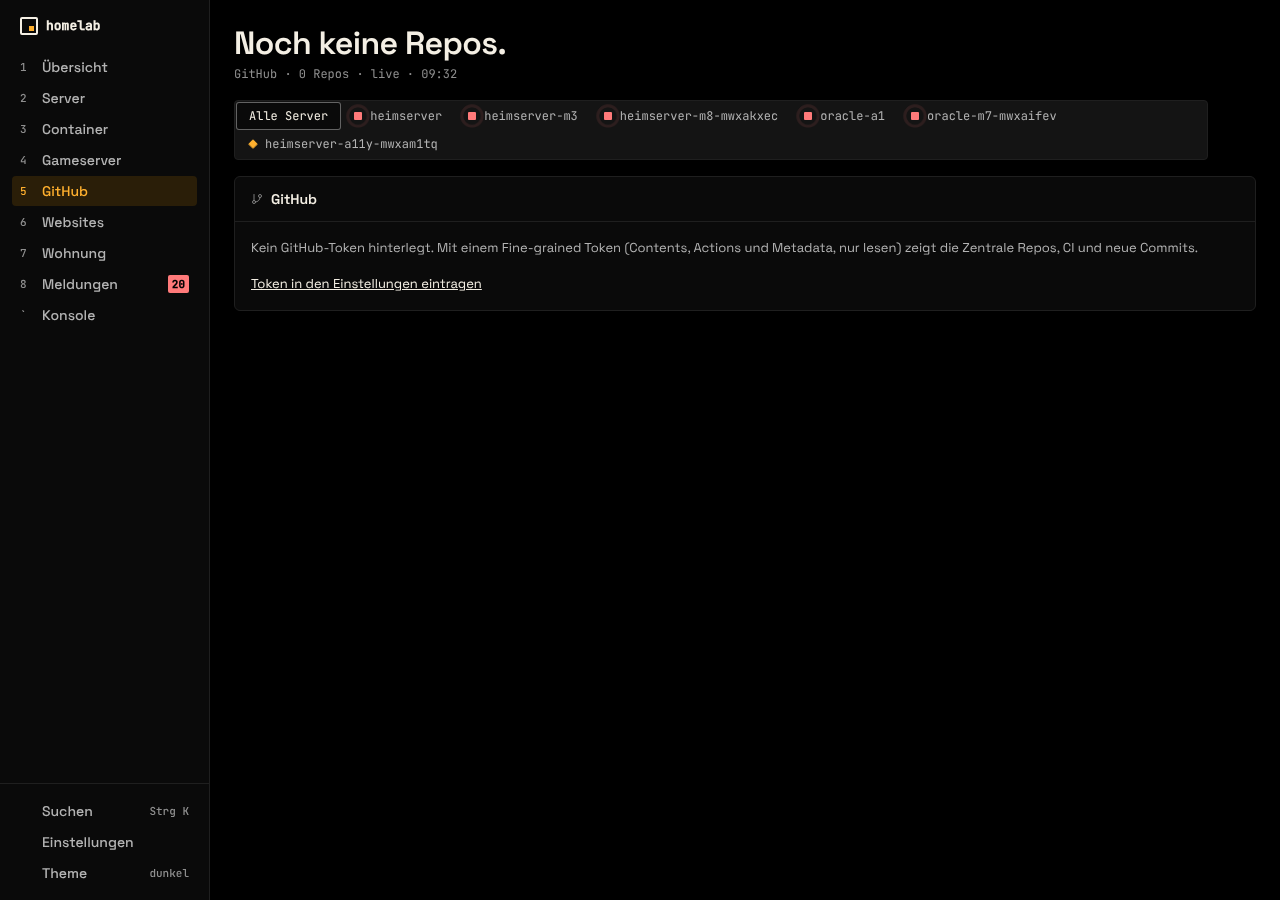 homelab
1 Übersicht
2 Server
3 Container
4 Gameserver
5 GitHub
6 Websites
7 Wohnung
8 Meldungen 20
` Konsole
Suchen Strg K
Einstellungen
Theme dunkel
Noch keine Repos.
GitHub · 0 Repos · live · 09:32
Alle Server heimserver heimserver-m3 heimserver-m8-mwxakxec oracle-a1 oracle-m7-mwxaifev
heimserver-a11y-mwxam1tq
GitHub
Kein GitHub-Token hinterlegt. Mit einem Fine-grained Token (Contents, Actions und Metadata, nur lesen) zeigt die Zentrale Repos, CI und neue Commits.
Token in den Einstellungen eintragen